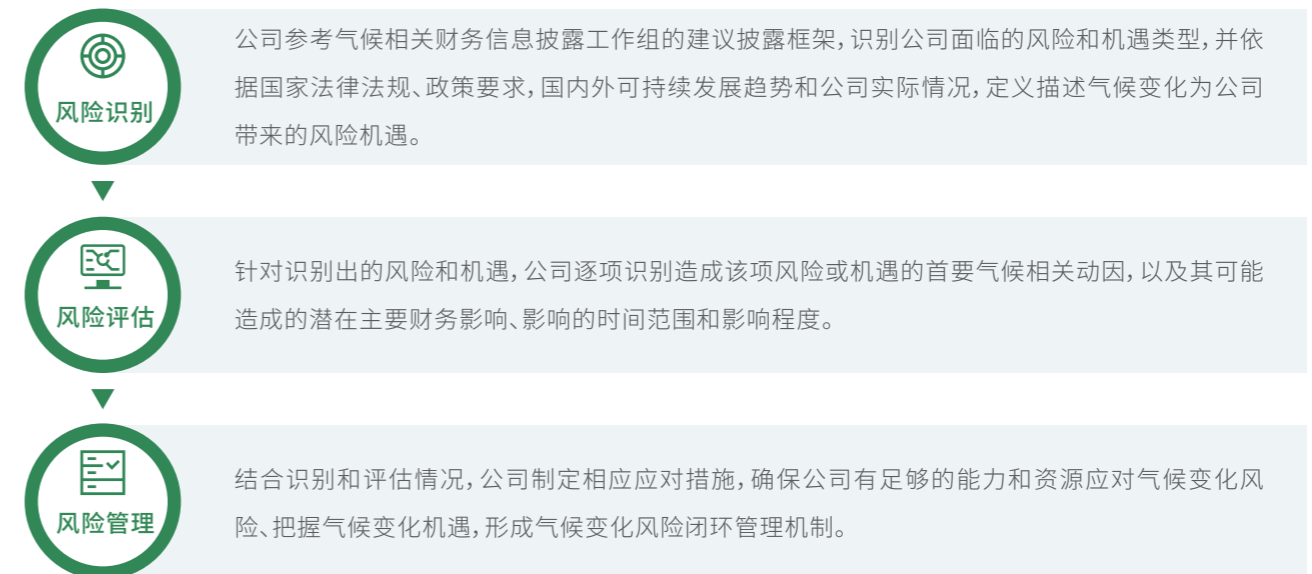 风险识别
公司参考气候相关财务信息披露工作组的建议披露框架，识别公司面临的风险和机遇类型，并依
据国家法律法规、政策要求，国内外可持续发展趋势和公司实际情况，定义描述气候变化为公司
带来的风险机遇。
风险评估
针对识别出的风险和机遇，公司逐项识别造成该项风险或机遇的首要气候相关动因，以及其可能
造成的潜在主要财务影响、影响的时间范围和影响程度。
风险管理
结合识别和评估情况，公司制定相应应对措施，确保公司有足够的能力和资源应对气候变化风
险、把握气候变化机遇，形成气候变化风险闭环管理机制。